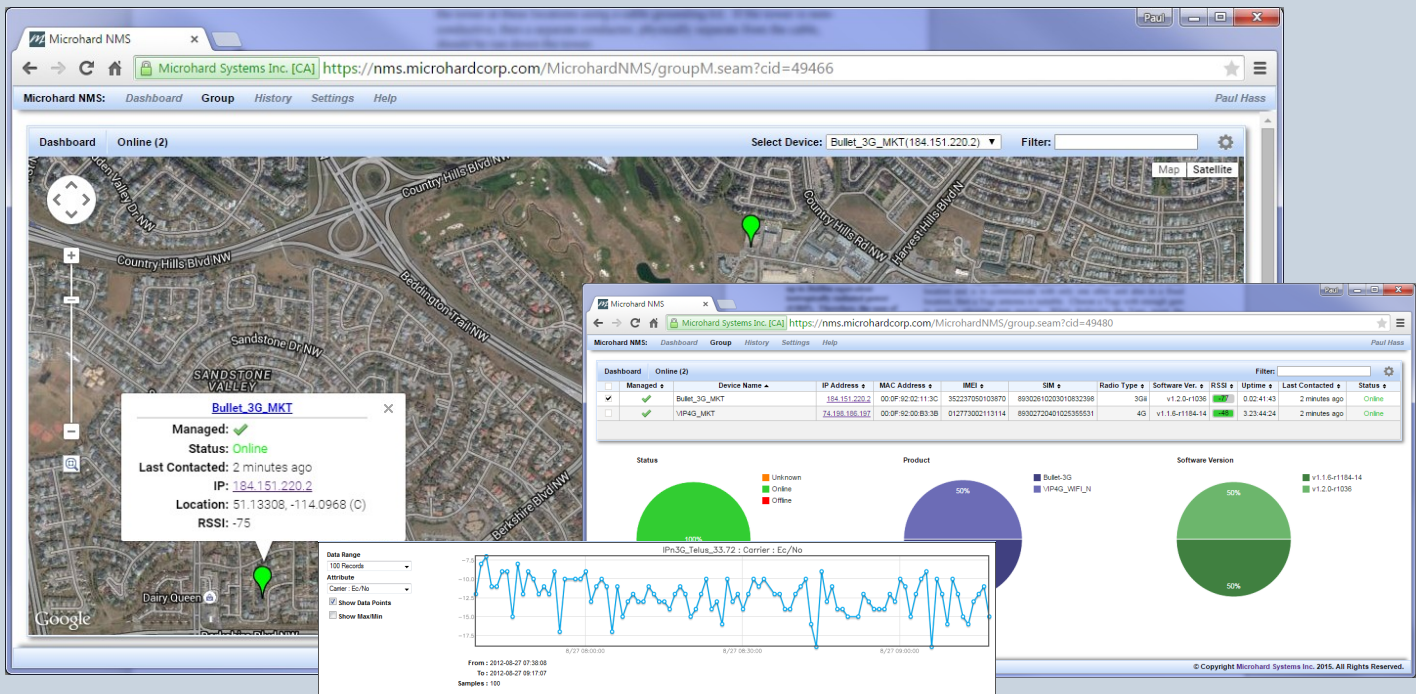 Paul
Microhard NMS
Microhard Systems Inc. [CA] https://nms.microhardcorp.com/MicrohardNMS/groupM.seam?cid=49466
Microhard NMS: Dashboard Group History Settings Help Paul Hass
Dashboard Online (2) Select Device: Bullet_3G_MKT(184.151.220.2) Filter:
Map Satellite
Country Hills Blvd NW
Country Hills Blvd NW
Country Hills Rd NW
Harvest Hills Blvd N
Beddington Trail NW
Sandstone Dr NW
SANDSTONE
VALLEY
Berkshire Blvd NW
Bullet_3G_MKT
Managed:
Status: Online
Last Contacted: 2 minutes ago
IP: 184.151.220.2
Location: 51.13308, -114.0968 (C)
RSSI: -75
Dairy Queen
Google
Paul
Microhard NMS
Microhard Systems Inc. [CA] https://nms.microhardcorp.com/MicrohardNMS/group.seam?cid=49480
Microhard NMS: Dashboard Group History Settings Help Paul Hass
Dashboard Online (2) Filter:
Managed Device Name IP Address MAC Address IMEI SIM Radio Type Software Ver. RSSI Uptime Last Contacted Status
Bullet_3G_MKT 184.151.220.2 00:0F:92:02:11:3C 352237050103870 89302610203010832398 3Gii v1.2.0-r1036 -77 0.02:41:43 2 minutes ago Online
VIP4G_MKT 74.198.186.197 00:0F:92:00:B3:3B 012773002113114 89302720401025355531 4G v1.1.6-r1184-14 -48 3.23:44:24 2 minutes ago Online
Status Product Software Version
Unknown
Online
Offline
100%
Bullet-3G
VIP4G_WIFI_N
50%
v1.1.6-r1184-14
v1.2.0-r1036
50%
50%
Data Range
100 Records
Attribute
Carrier : Ec/No
Show Data Points
Show Max/Min
IPn3G_Telus_33.72 : Carrier : Ec/No
-7.5
-10.0
-12.5
-15.0
-17.5
8/27 08:00:00 8/27 08:30:00 8/27 09:00:00
From : 2012-08-27 07:38:08
To : 2012-08-27 09:17:07
Samples : 100
© Copyright Microhard Systems Inc. 2015. All Rights Reserved.